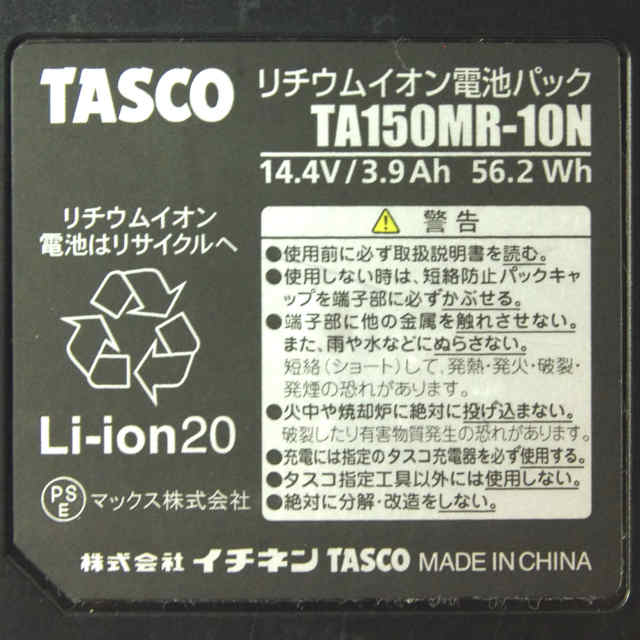 TASCO
リチウムイオン電池パック
TA150MR-10N
14.4V/3.9Ah 56.2 Wh
リチウムイオン
電池はリサイクルへ
Li-ion20
PS
E
マックス株式会社
警告
●使用前に必ず取扱説明書を読む。
●使用しない時は、短絡防止パックキャ
ップを端子部に必ずかぶせる。
●端子部に他の金属を触れさせない。
また、雨や水などにぬらさない。
短絡(ショート)して、発熱・発火・破裂・
発煙の恐れがあります。
●火中や焼却炉に絶対に投げ込まない。
破裂したり有害物質発生の恐れがあります。
●充電には指定のタスコ充電器を必ず使用する。
●タスコ指定工具以外には使用しない。
●絶対に分解・改造をしない。
株式会社 イチネン TASCO MADE IN CHINA